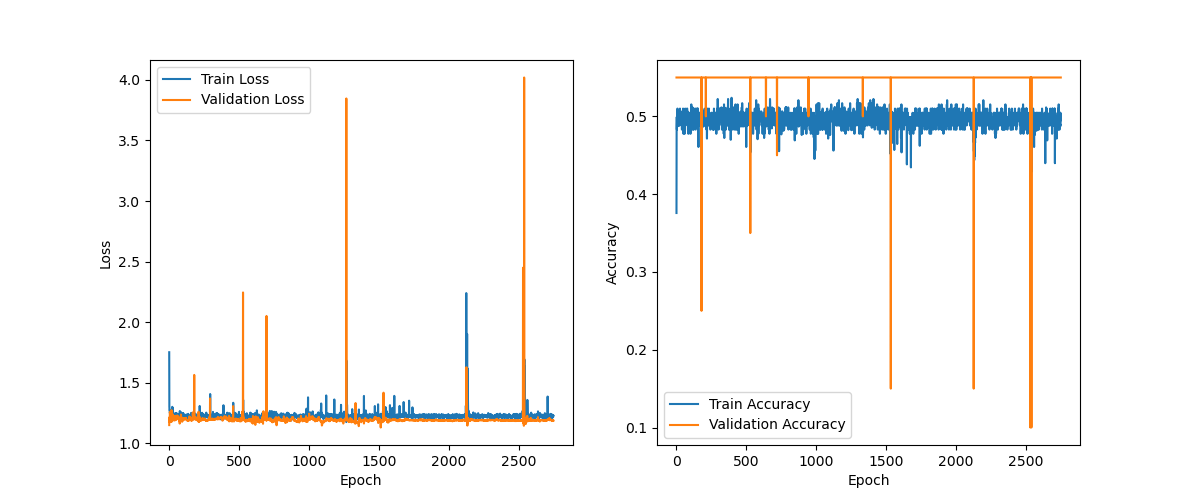 Train Loss
Validation Loss
4.0
3.5
3.0
2.5
2.0
1.5
1.0
Loss
0 500 1000 1500 2000 2500
Epoch
0.5
0.4
0.3
0.2
0.1
Accuracy
Train Accuracy
Validation Accuracy
0 500 1000 1500 2000 2500
Epoch